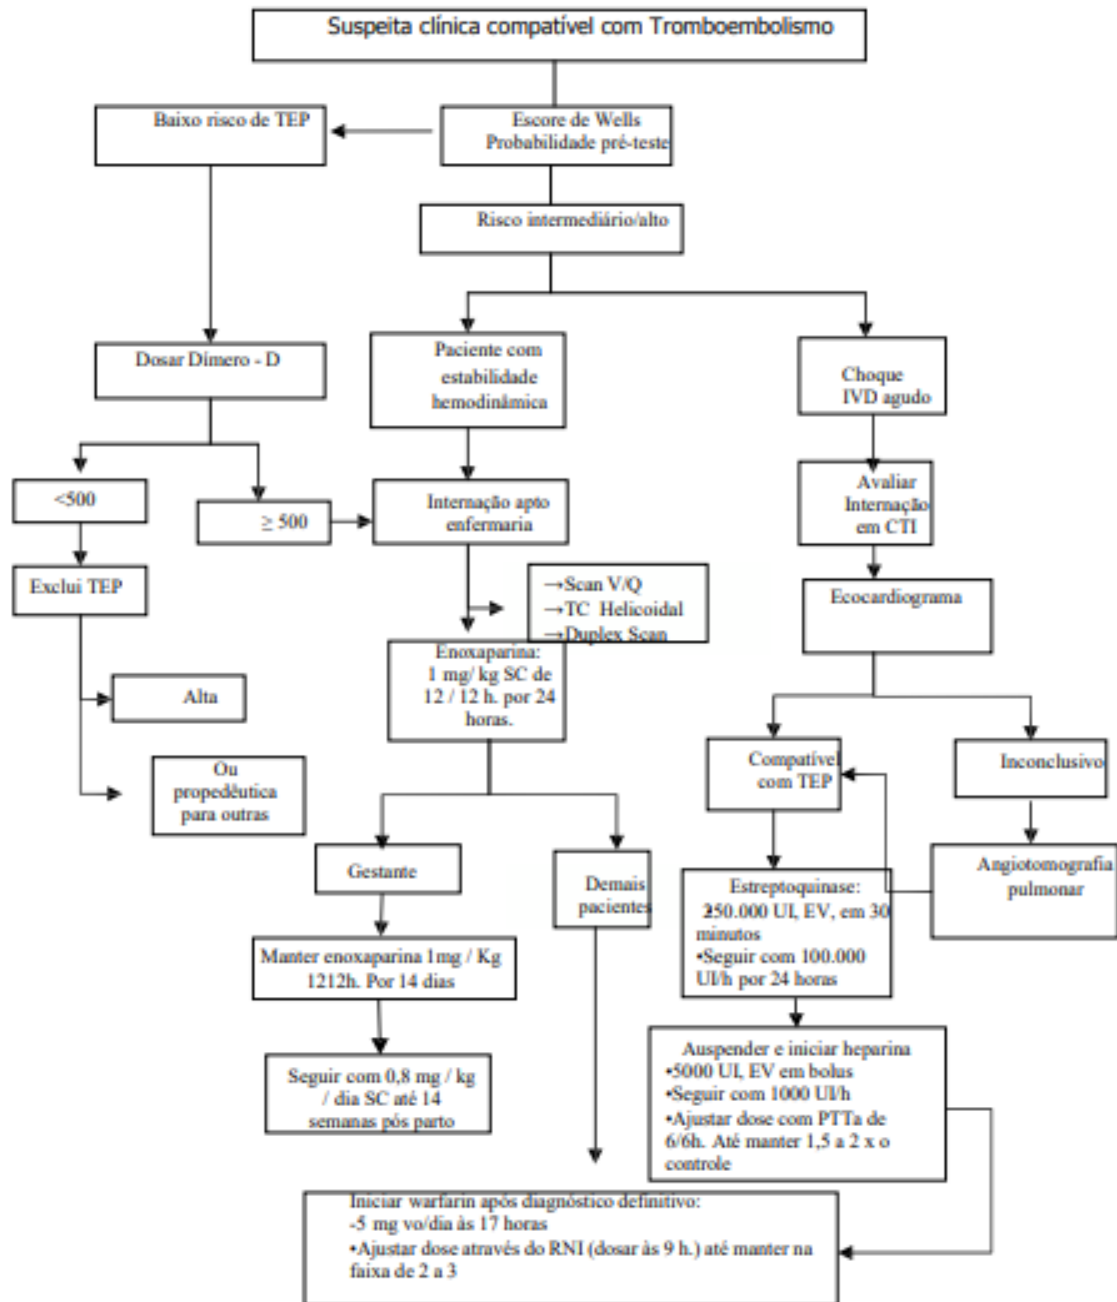 Suspeita clínica compatível com Tromboembolismo
Baixo risco de TEP
Escore de Wells
Probabilidade pré-teste
Risco intermediário/alto
Dosar Dímero - D
Paciente com
estabilidade
hemodinâmica
Choque
IVD agudo
<500
≥ 500
Internação apto
enfermaria
Avaliar
Internação
em CTI
Exclui TEP
→Scan V/Q
→TC Helicoidal
→Duplex Scan
Ecocardiograma
Enoxaparina:
1 mg/ kg SC de
12 / 12 h. por 24
horas.
Alta
Ou
propedêutica
para outras
Compatível
com TEP
Inconclusivo
Gestante
Demais
pacientes
Estreptoquinase:
250.000 UI, EV, em 30
minutos
•Seguir com 100.000
UI/h por 24 horas
Angiotomografia
pulmonar
Manter enoxaparina 1mg / Kg
1212h. Por 14 dias
Seguir com 0,8 mg / kg
/ dia SC até 14
semanas pós parto
Auspender e iniciar heparina
•5000 UI, EV em bolus
•Seguir com 1000 UI/h
•Ajustar dose com PTTa de
6/6h. Até manter 1,5 a 2 x o
controle
Iniciar warfarin após diagnóstico definitivo:
-5 mg vo/dia às 17 horas
•Ajustar dose através do RNI (dosar às 9 h.) até manter na
faixa de 2 a 3